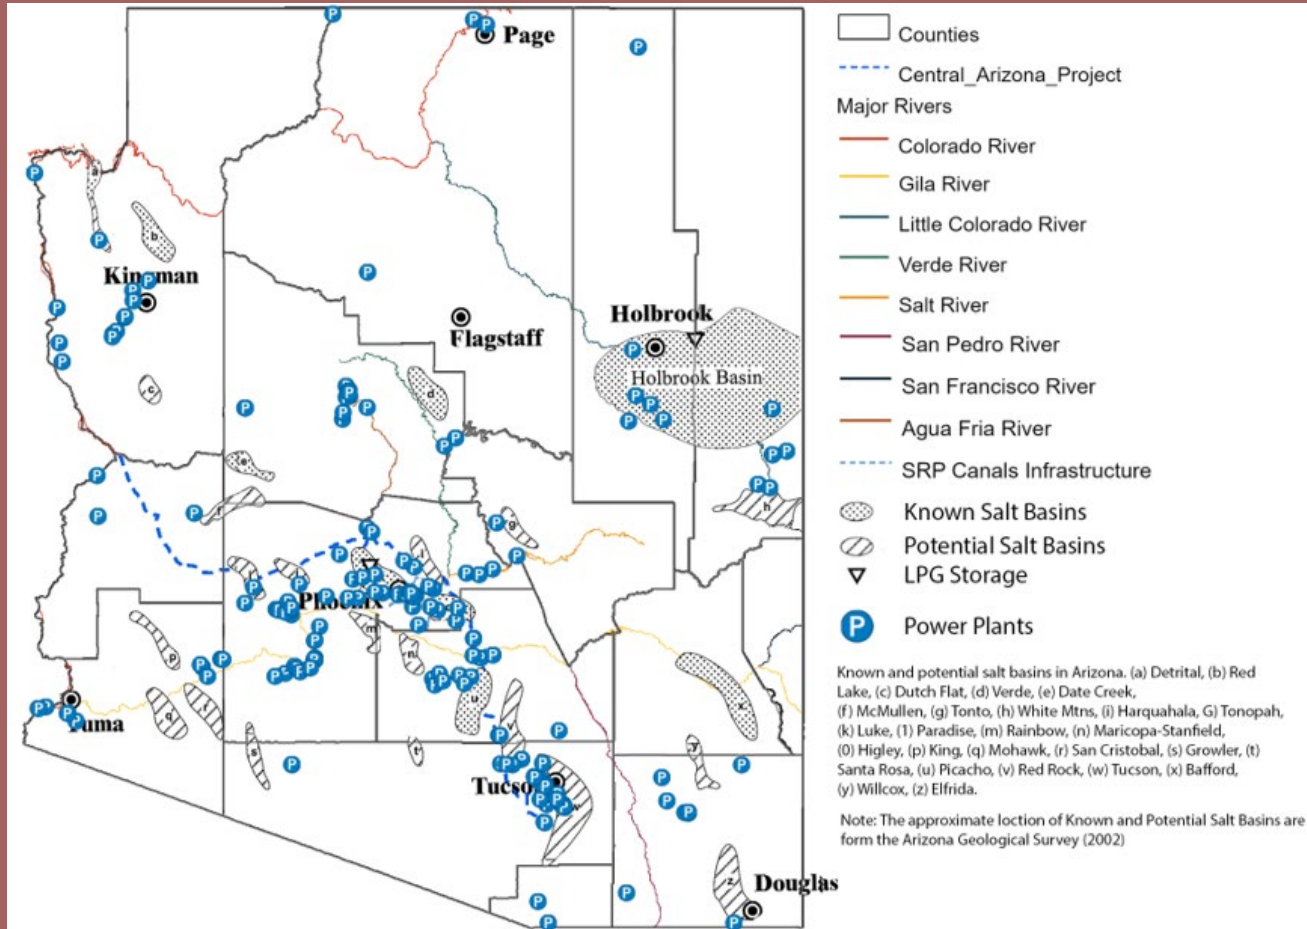 Page
Kingman
Flagstaff
Holbrook
Holbrook Basin
Phoenix
Yuma
Tucson
Douglas
a
b
c
d
e
f
g
h
l
m
n
p
q
r
s
t
u
v
x
y
z
P
Counties
Central_Arizona_Project
Major Rivers
Colorado River
Gila River
Little Colorado River
Verde River
Salt River
San Pedro River
San Francisco River
Agua Fria River
SRP Canals Infrastructure
Known Salt Basins
Potential Salt Basins
LPG Storage
P Power Plants
Known and potential salt basins in Arizona. (a) Detrital, (b) Red
Lake, (c) Dutch Flat, (d) Verde, (e) Date Creek,
(f) McMullen, (g) Tonto, (h) White Mtns, (i) Harquahala, G) Tonopah,
(k) Luke, (1) Paradise, (m) Rainbow, (n) Maricopa-Stanfield,
(0) Higley, (p) King, (q) Mohawk, (r) San Cristobal, (s) Growler, (t)
Santa Rosa, (u) Picacho, (v) Red Rock, (w) Tucson, (x) Bafford,
(y) Willcox, (z) Elfrida.
Note: The approximate loction of Known and Potential Salt Basins are
form the Arizona Geological Survey (2002)